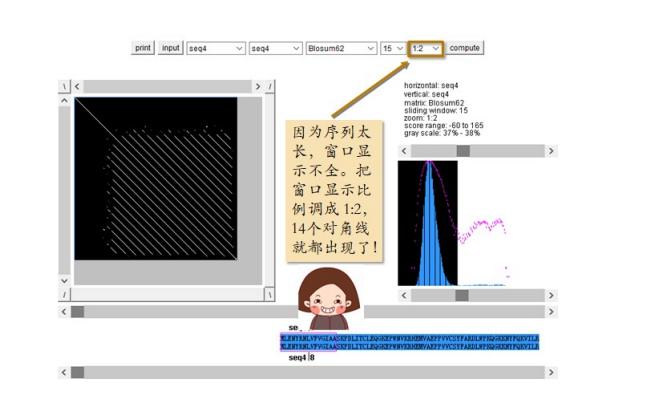 print input seq4 seq4 Blosum62 15 1:2 compute
\ < > /
horizontal: seq4
vertical: seq4
matrix: Blosum62
sliding window: 15
zoom: 1:2
score range: -60 to 165
gray scale: 37% - 38%
因为序列太
长，窗口显
示不全。把
窗口显示比
例调成 1:2，
14个对角线
就都出现了！
/ \
se
seq4 8